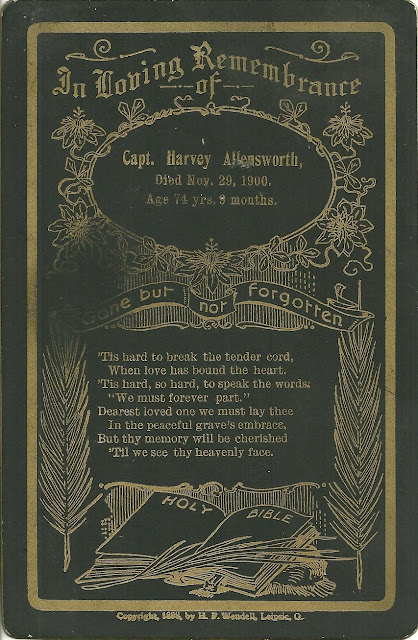 In Loving Remembrance
of
Capt. Harvey Allensworth,
Died Nov. 29, 1900.
Age 74 yrs. 8 months.
Gone but not forgotten
'Tis hard to break the tender cord,
When love has bound the heart.
'Tis hard, so hard, to speak the words:
"We must forever part."
Dearest loved one we must lay thee
In the peaceful grave's embrace,
But thy memory will be cherished
'Til we see thy heavenly face.
HOLY BIBLE
Copyright, 1898, by H. F. Wendell, Leipsic, O.